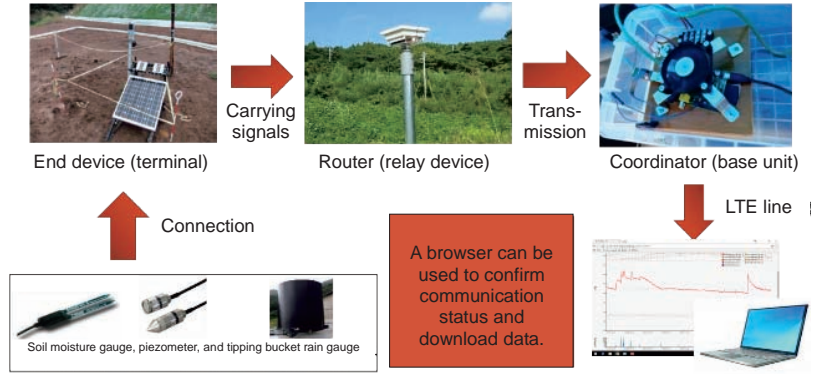 Carrying
signals
Trans-
mission
End device (terminal)
Router (relay device)
Coordinator (base unit)
Connection
LTE line
A browser can be
used to confirm
communication
status and
download data.
Soil moisture gauge, piezometer, and tipping bucket rain gauge